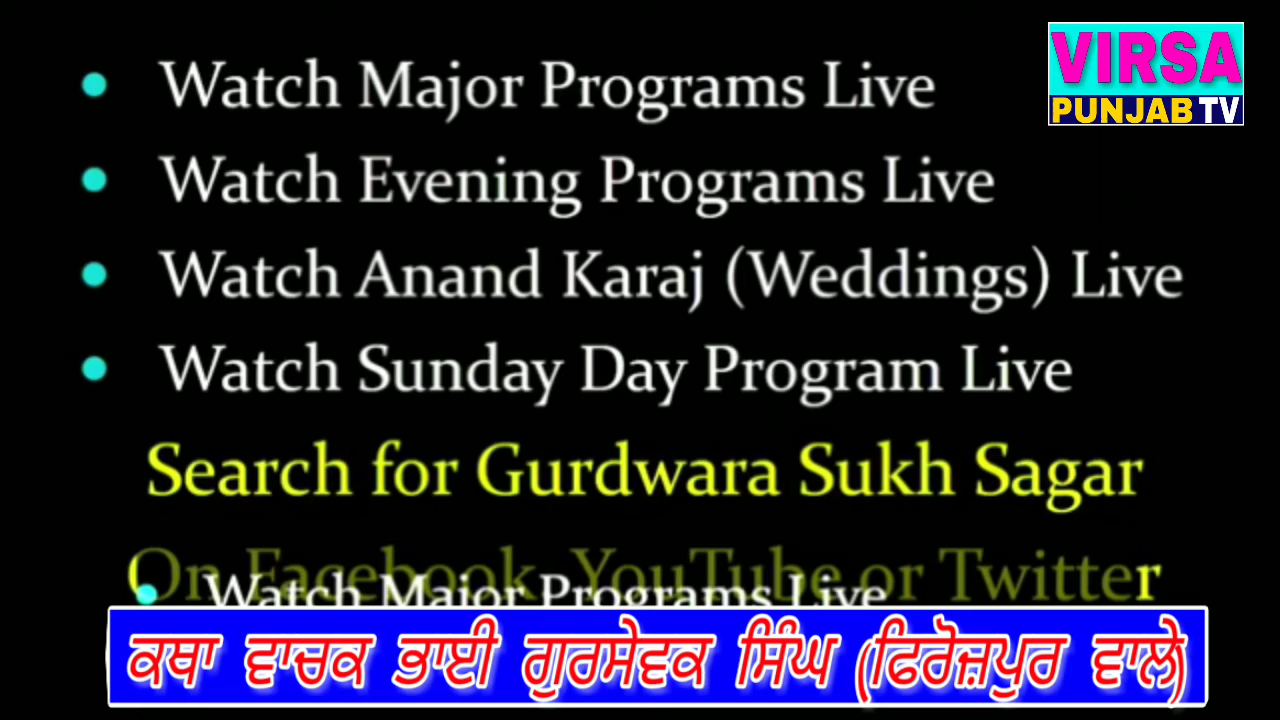 VIRSA
PUNJAB TV
• Watch Major Programs Live
• Watch Evening Programs Live
• Watch Anand Karaj (Weddings) Live
• Watch Sunday Day Program Live
Search for Gurdwara Sukh Sagar
On Facebook, YouTube or Twitter
• Watch Major Programs Live
ਕਥਾ ਵਾਚਕ ਭਾਈ ਗੁਰਸੇਵਕ ਸਿੰਘ (ਫਿਰੋਜ਼ਪੁਰ ਵਾਲੇ)